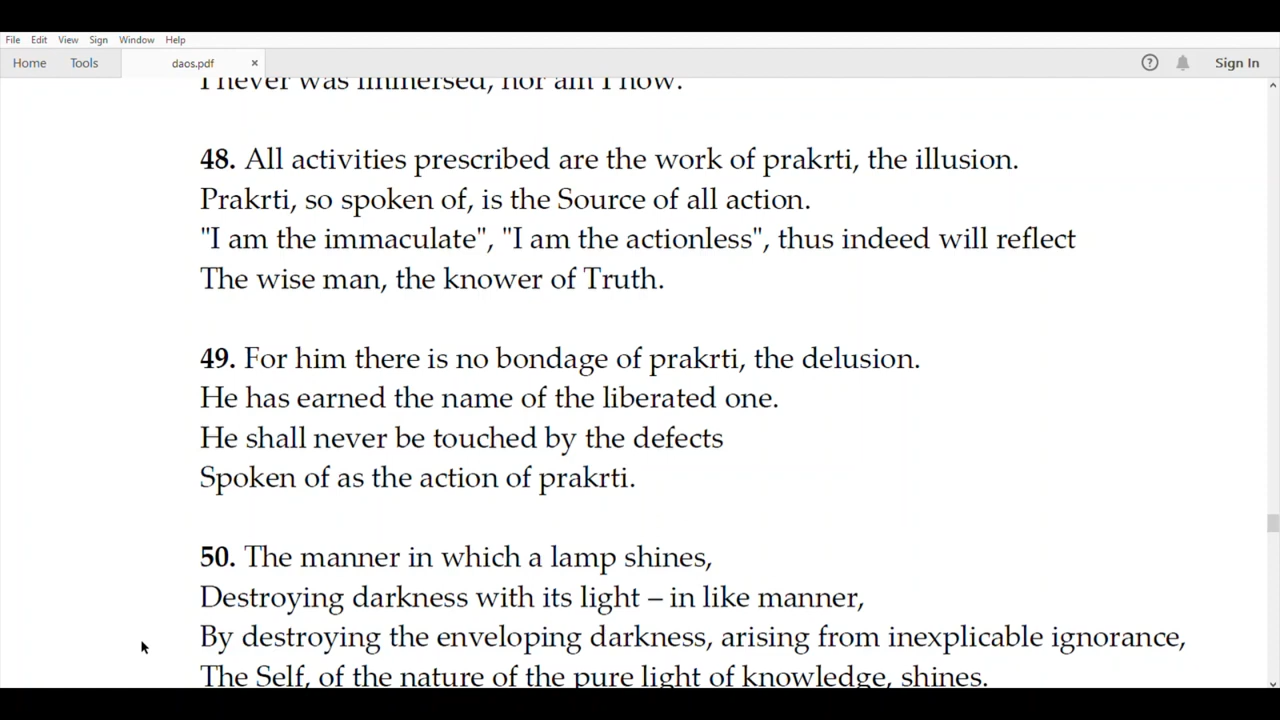 File Edit View Sign Window Help
Home Tools daos.pdf × ? Sign In
I never was immersed, nor am I now.
48. All activities prescribed are the work of prakrti, the illusion.
Prakrti, so spoken of, is the Source of all action.
"I am the immaculate", "I am the actionless", thus indeed will reflect
The wise man, the knower of Truth.
49. For him there is no bondage of prakrti, the delusion.
He has earned the name of the liberated one.
He shall never be touched by the defects
Spoken of as the action of prakrti.
50. The manner in which a lamp shines,
Destroying darkness with its light – in like manner,
By destroying the enveloping darkness, arising from inexplicable ignorance,
The Self, of the nature of the pure light of knowledge, shines.